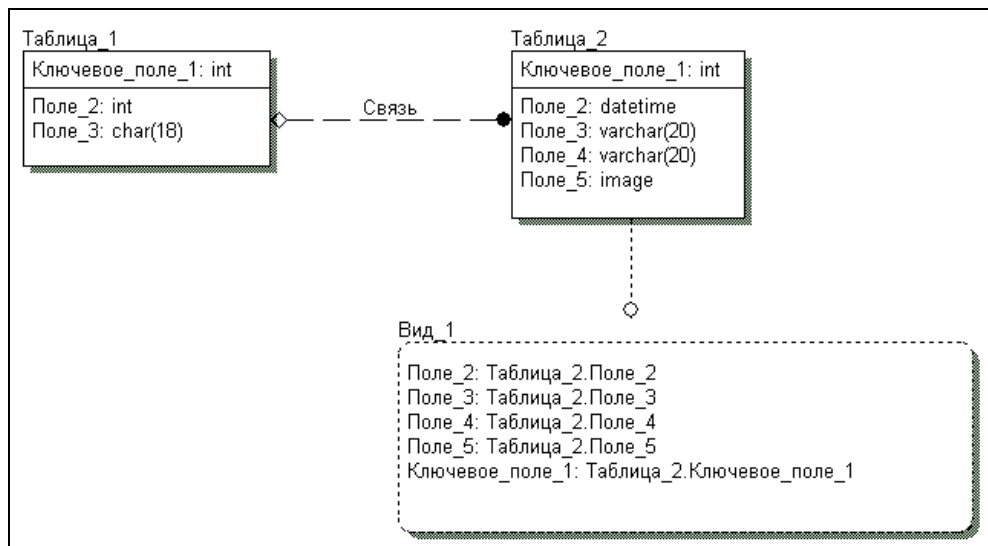 Таблица_1
Ключевое_поле_1: int
Поле_2: int
Поле_3: char(18)
Связь
Таблица_2
Ключевое_поле_1: int
Поле_2: datetime
Поле_3: varchar(20)
Поле_4: varchar(20)
Поле_5: image
Вид_1
Поле_2: Таблица_2.Поле_2
Поле_3: Таблица_2.Поле_3
Поле_4: Таблица_2.Поле_4
Поле_5: Таблица_2.Поле_5
Ключевое_поле_1: Таблица_2.Ключевое_поле_1